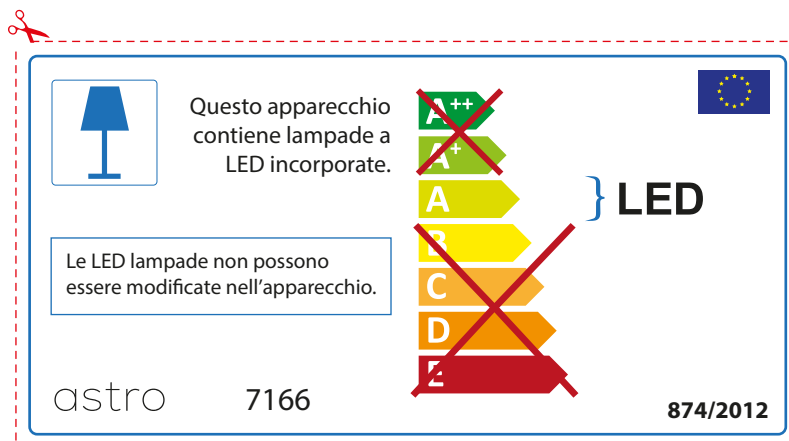 Questo apparecchio
contiene lampade a
LED incorporate.
Le LED lampade non possono
essere modificate nell'apparecchio.
A++
A+
A
B
C
D
E
LED
astro
7166
874/2012